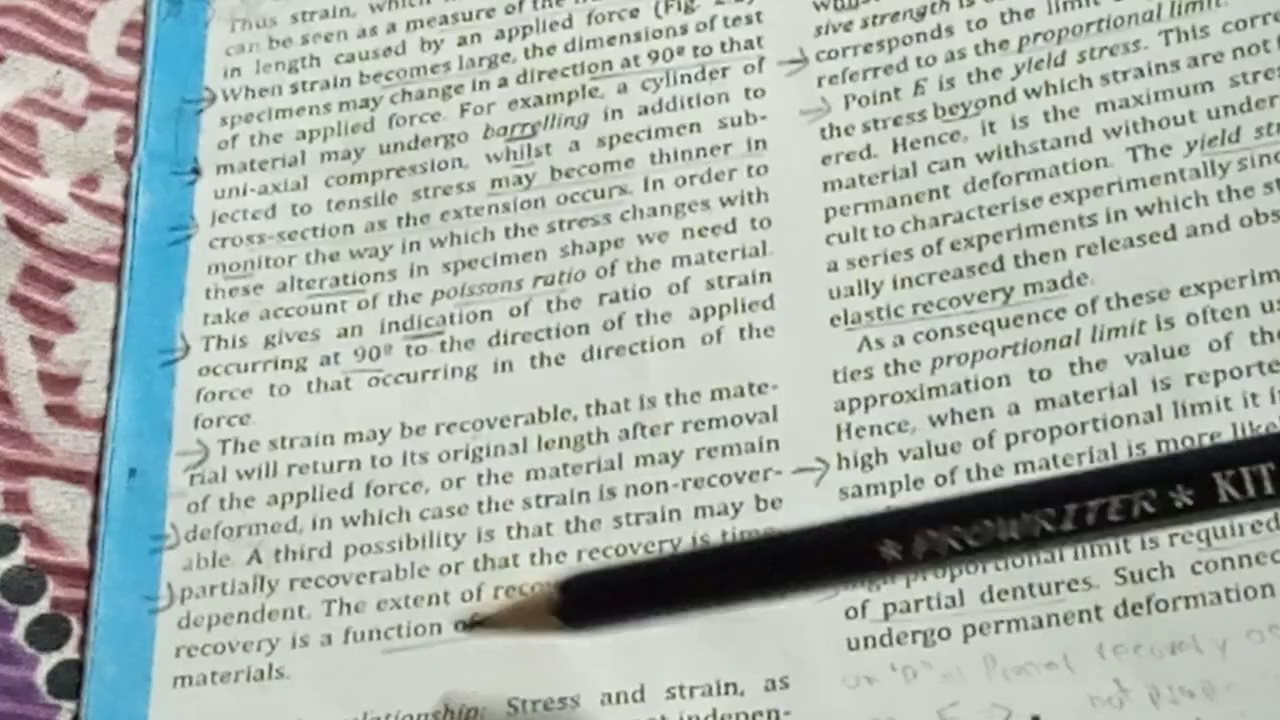 Thus strain, which
can be seen as a measure of the
in length caused by an applied force (Fig.
When strain becomes large, the dimensions of test
specimens may change in a direction at 90º to that
of the applied force. For example, a cylinder of
material may undergo barrelling in addition to
uni-axial compression, whilst a specimen sub-
jected to tensile stress may become thinner in
cross-section as the extension occurs. In order to
monitor the way in which the stress changes with
these alterations in specimen shape we need to
take account of the poissons ratio of the material.
This gives an indication of the ratio of strain
occurring at 90º to the direction of the applied
force to that occurring in the direction of the
force.
The strain may be recoverable, that is the mate-
rial will return to its original length after removal
of the applied force, or the material may remain
deformed, in which case the strain is non-recover-
able. A third possibility is that the strain may be
partially recoverable or that the recovery is time
dependent. The extent of
recovery is a function of
materials.
Stress and strain, as
sive strength is
corresponds to the limit
referred to as the proportional limit.
Point E is the yield stress. This
the stress beyond which strains are not
ered. Hence, it is the maximum
material can withstand without
permanent deformation. The yield
cult to characterise experimentally
a series of experiments in which the
ually increased then released and
elastic recovery made.
As a consequence of these
ties the proportional limit is often
approximation to the value of
Hence, when a material is
high value of proportional limit it
sample of the material is more
PROWRITER * KIT
proportional limit is required
of partial dentures. Such
undergo permanent deformation
recovery
not